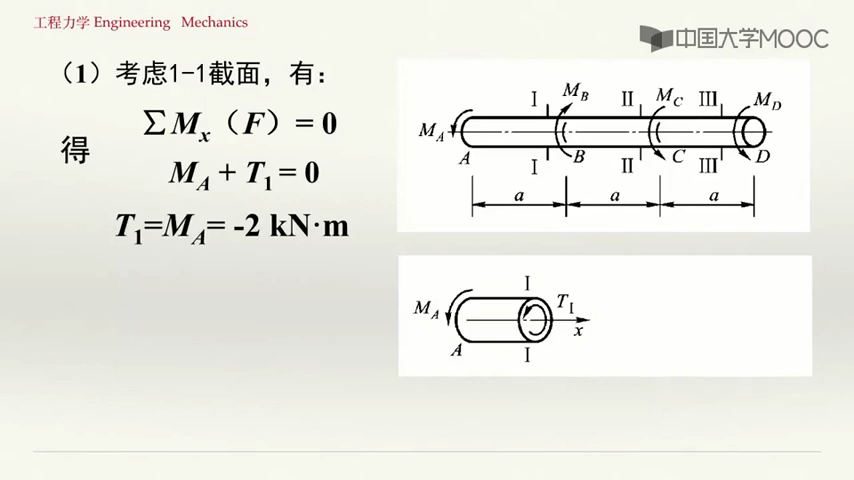 工程力学 Engineering Mechanics
中国大学MOOC
（1）考虑1-1截面，有：
∑Mx（F）= 0
得
MA + T1 = 0
T1=MA= -2 kN·m
I MB II MC III MD
MA
A I B II C III D
a a a
I
MA TI
x
A I